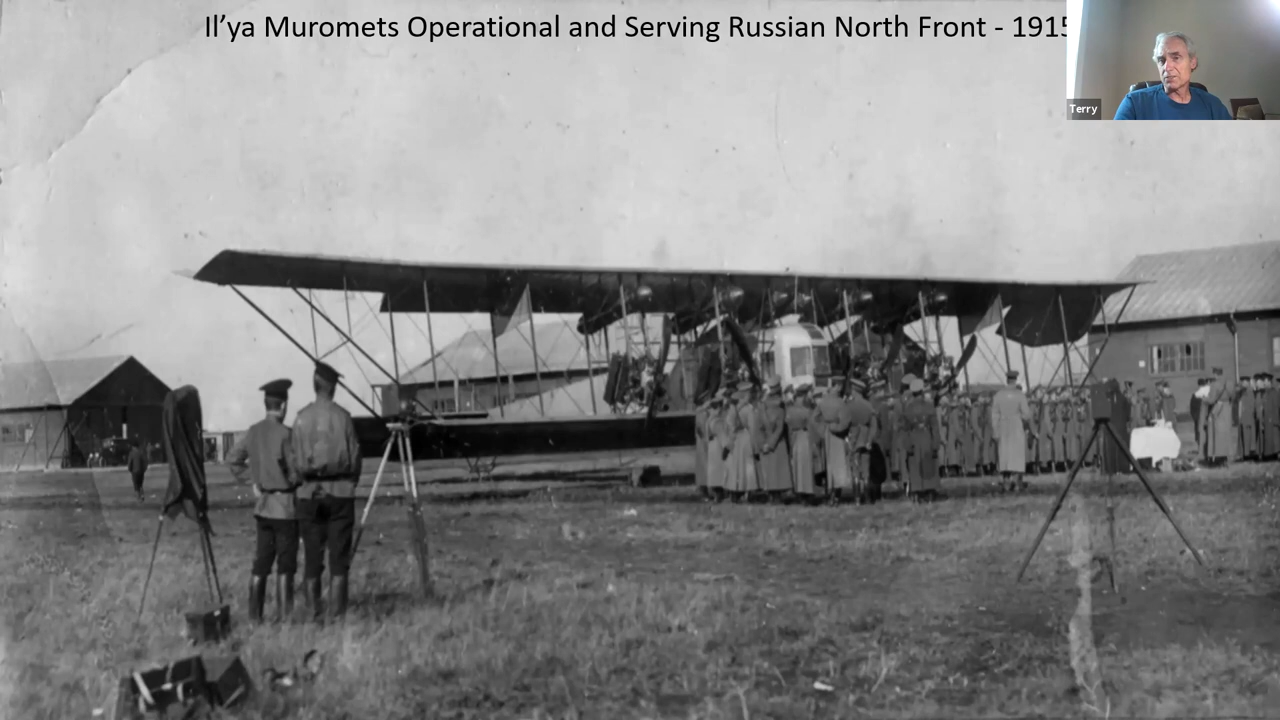 Il’ya Muromets Operational and Serving Russian North Front - 1915
Terry